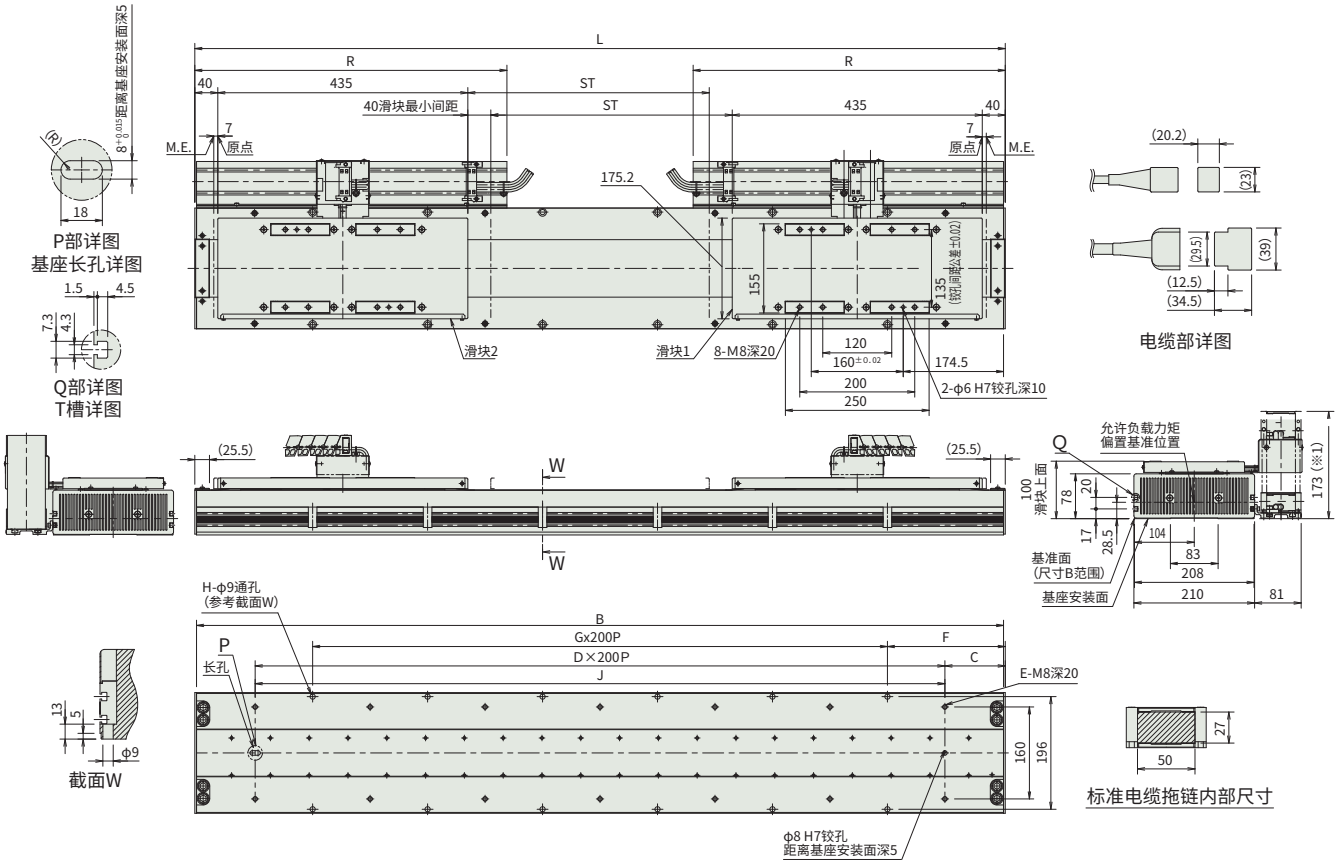 8+0.015 0距离基座安装面深5
(R)
18
P部详图
基座长孔详图
1.5
4.5
7.3
4.3
Q部详图
T槽详图
L
R
R
40
435
ST
40滑块最小间距
ST
435
40
7
7
M.E.
原点
原点
M.E.
175.2
155
135
(铰孔间距公差±0.02)
滑块2
滑块1
8-M8深20
120
160±0.02
174.5
200
2-φ6 H7铰孔深10
250
(20.2)
(23)
(29.5)
(39)
(12.5)
(34.5)
电缆部详图
(25.5)
(25.5)
W
W
Q
允许负载力矩
偏置基准位置
100
滑块上面
78
20
17
28.5
104
83
208
210
81
173 (※1)
基准面
(尺寸B范围)
基座安装面
H-φ9通孔
(参考截面W)
B
Gx200P
F
P
D×200P
C
长孔
J
E-M8深20
160
196
φ8 H7铰孔
距离基座安装面深5
13
5
φ9
截面W
27
50
标准电缆拖链内部尺寸